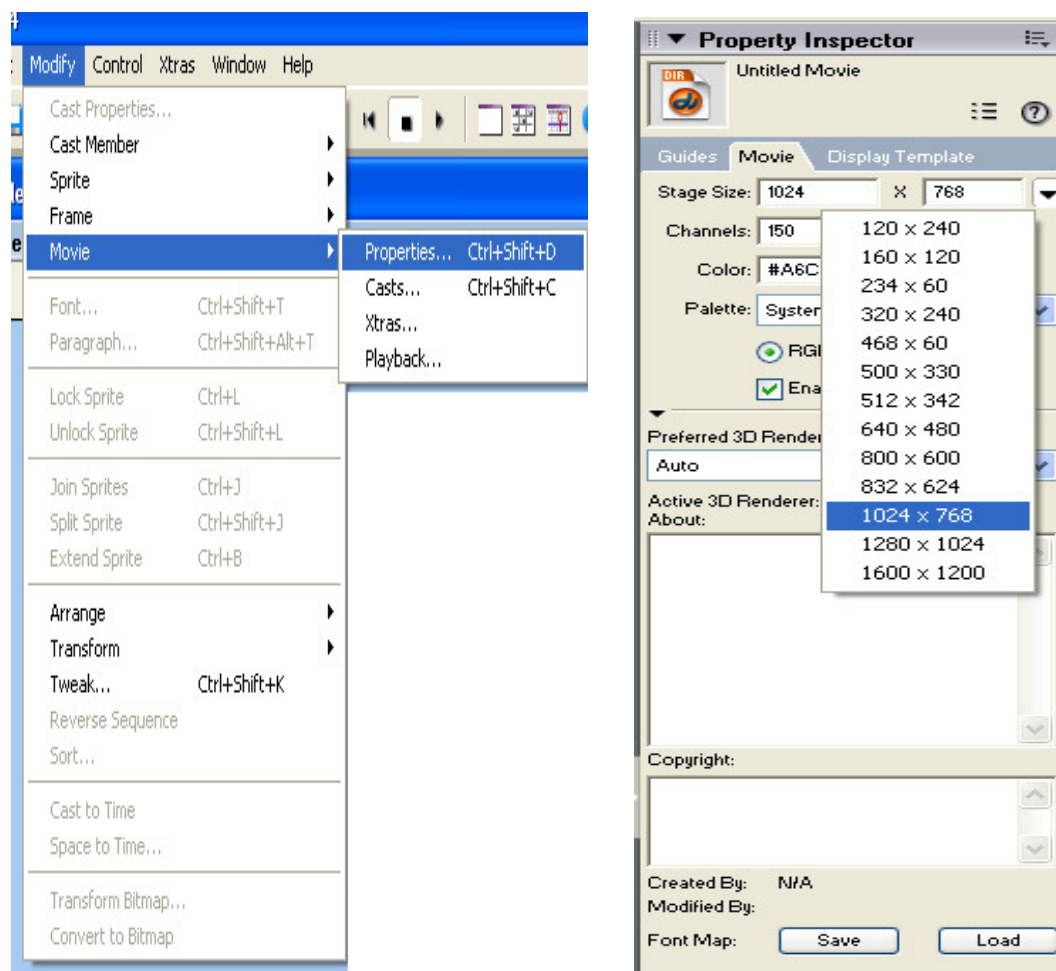 4
Modify Control Xtras Window Help
Cast Properties...
Cast Member
Sprite
Frame
Movie
Properties... Ctrl+Shift+D
Casts... Ctrl+Shift+C
Xtras...
Playback...
Font... Ctrl+Shift+T
Paragraph... Ctrl+Shift+Alt+T
Lock Sprite Ctrl+L
Unlock Sprite Ctrl+Shift+L
Join Sprites Ctrl+J
Split Sprite Ctrl+Shift+J
Extend Sprite Ctrl+B
Arrange
Transform
Tweak... Ctrl+Shift+K
Reverse Sequence
Sort...
Cast to Time
Space to Time...
Transform Bitmap...
Convert to Bitmap
Property Inspector
DIR
Untitled Movie
Guides Movie Display Template
Stage Size: 1024 X 768
Channels: 150
Color: #A6C
Palette: System
RGB
Ena
Preferred 3D Render
Auto
Active 3D Renderer:
About:
120 x 240
160 x 120
234 x 60
320 x 240
468 x 60
500 x 330
512 x 342
640 x 480
800 x 600
832 x 624
1024 x 768
1280 x 1024
1600 x 1200
Copyright:
Created By: N/A
Modified By:
Font Map: Save Load